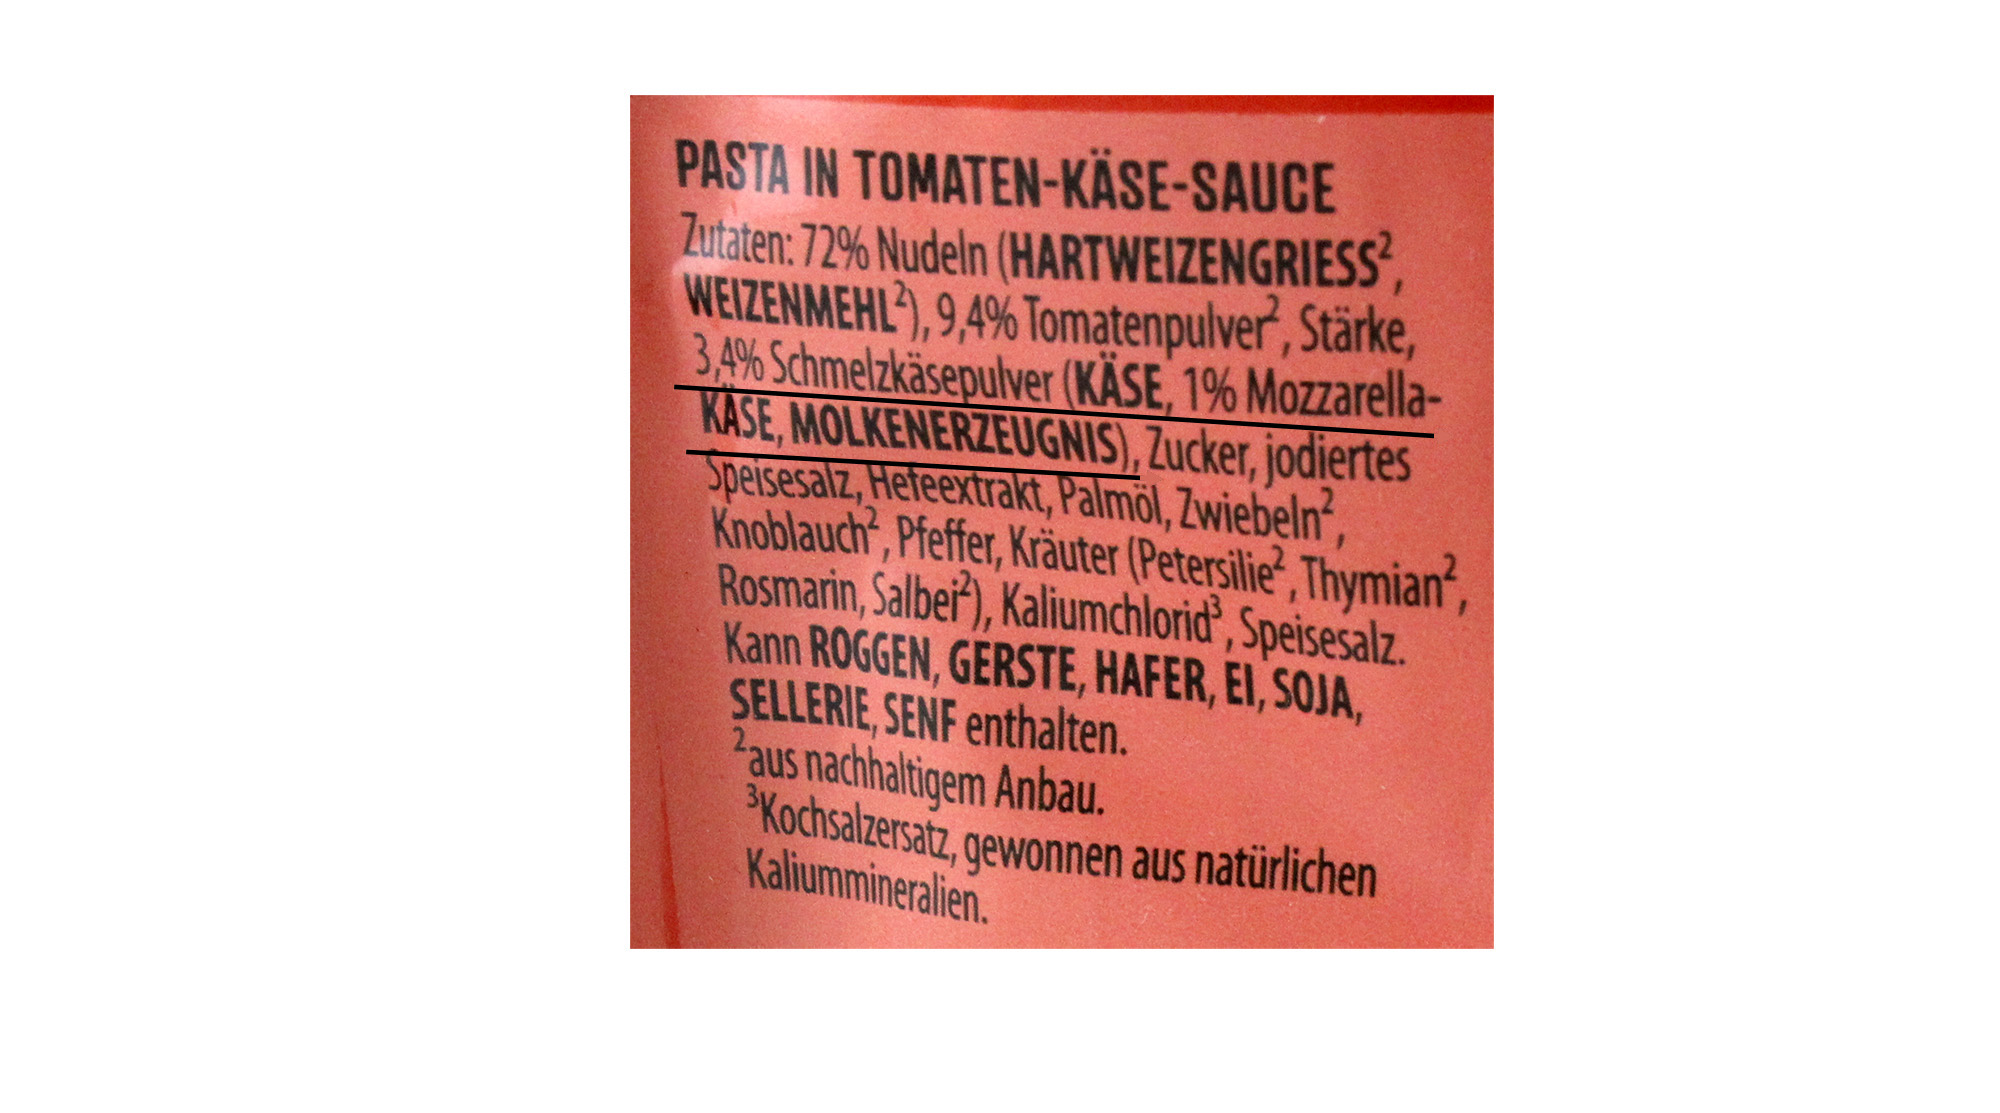 PASTA IN TOMATEN-KÄSE-SAUCE
Zutaten: 72% Nudeln (HARTWEIZENGRIESS²,
WEIZENMEHL²), 9,4% Tomatenpulver², Stärke,
3,4% Schmelzkäsepulver (KÄSE, 1% Mozzarella-
KÄSE, MOLKENERZEUGNIS), Zucker, jodiertes
Speisesalz, Hefeextrakt, Palmöl, Zwiebeln²,
Knoblauch², Pfeffer, Kräuter (Petersilie², Thymian²,
Rosmarin, Salbei²), Kaliumchlorid³, Speisesalz.
Kann ROGGEN, GERSTE, HAFER, EI, SOJA,
SELLERIE, SENF enthalten.
²aus nachhaltigem Anbau.
³Kochsalzersatz, gewonnen aus natürlichen
Kaliummineralien.